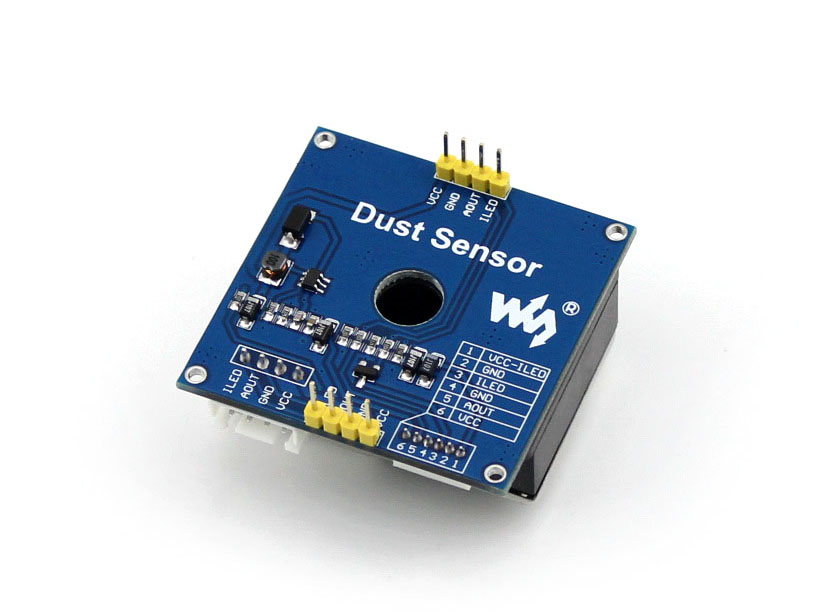 VCC
GND
AOUT
ILED
Dust Sensor
®
1 VCC-ILED
2 GND
3 ILED
4 GND
5 AOUT
6 VCC
ILED
AOUT
GND
VCC
654321